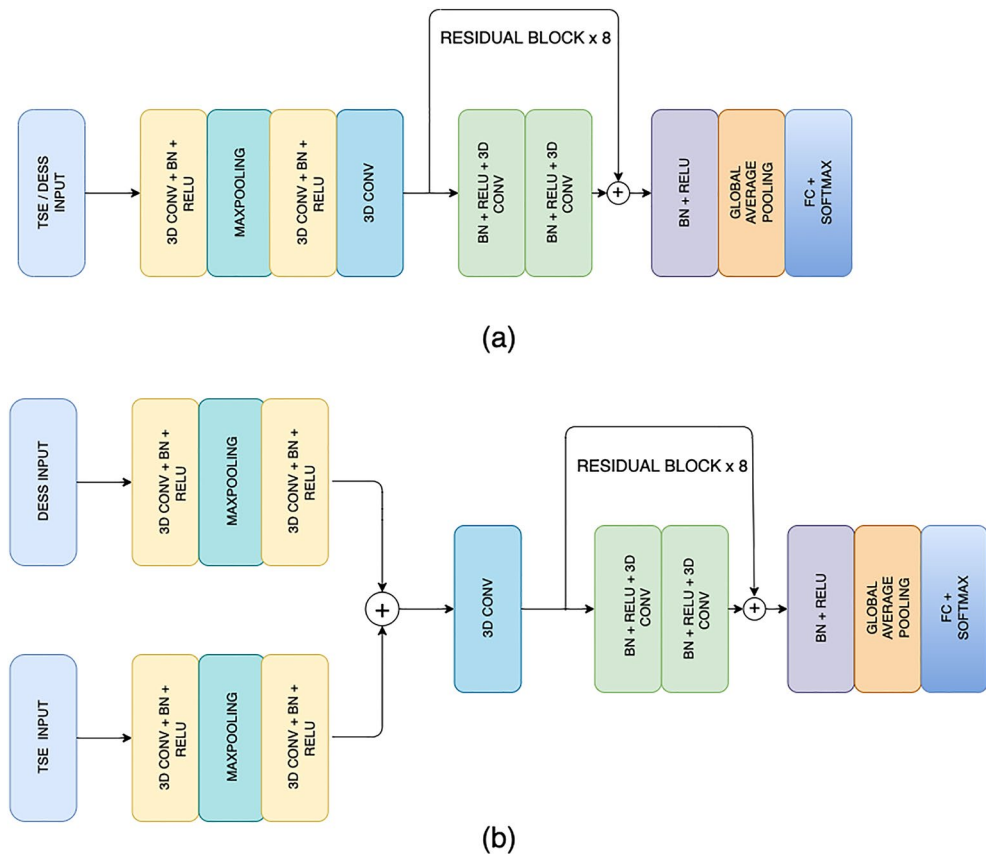 RESIDUAL BLOCK x 8
TSE / DESS
INPUT
3D CONV + BN +
RELU
MAXPOOLING
3D CONV + BN +
RELU
3D CONV
BN + RELU + 3D
CONV
BN + RELU + 3D
CONV
+
BN + RELU
GLOBAL
AVERAGE
POOLING
FC +
SOFTMAX
(a)
DESS INPUT
3D CONV + BN +
RELU
MAXPOOLING
3D CONV + BN +
RELU
TSE INPUT
3D CONV + BN +
RELU
MAXPOOLING
3D CONV + BN +
RELU
+
3D CONV
RESIDUAL BLOCK x 8
BN + RELU + 3D
CONV
BN + RELU + 3D
CONV
+
BN + RELU
GLOBAL
AVERAGE
POOLING
FC +
SOFTMAX
(b)